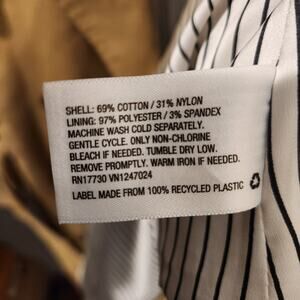 SHELL: 69% COTTON / 31% NYLON
LINING: 97% POLYESTER / 3% SPANDEX
MACHINE WASH COLD SEPARATELY.
GENTLE CYCLE. ONLY NON-CHLORINE
BLEACH IF NEEDED. TUMBLE DRY LOW.
REMOVE PROMPTLY. WARM IRON IF NEEDED.
RN17730 VN1247024
LABEL MADE FROM 100% RECYCLED PLASTIC